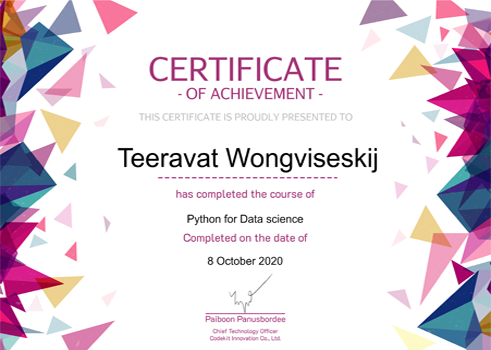 CERTIFICATE
- OF ACHIEVEMENT -
THIS CERTIFICATE IS PROUDLY PRESENTED TO
Teeravat Wongviseskij
has completed the course of
Python for Data science
Completed on the date of
8 October 2020
Paiboon Panusbordee
Chief Technology Officer
Codekit Innovation Co., Ltd.